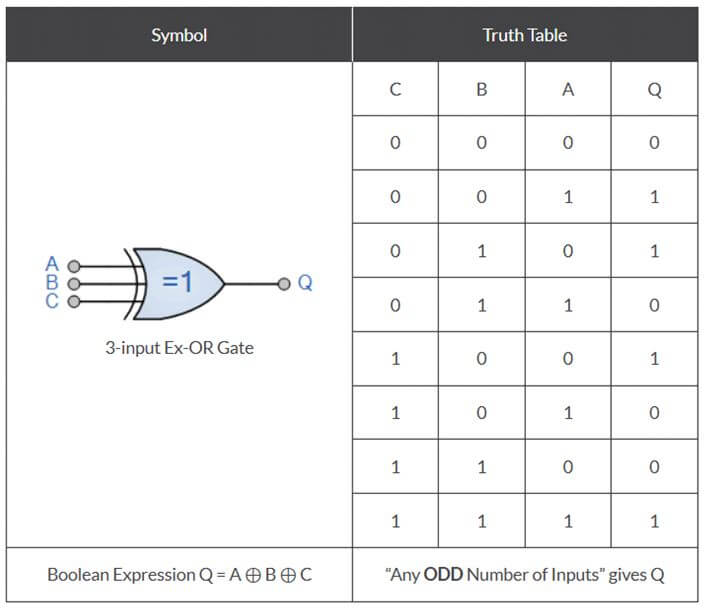 Symbol
Truth Table
C B A Q
0 0 0 0
0 0 1 1
0 1 0 1
0 1 1 0
1 0 0 1
1 0 1 0
1 1 0 0
1 1 1 1
A
B
C
=1
Q
3-input Ex-OR Gate
Boolean Expression Q = A ⊕ B ⊕ C
“Any ODD Number of Inputs” gives Q